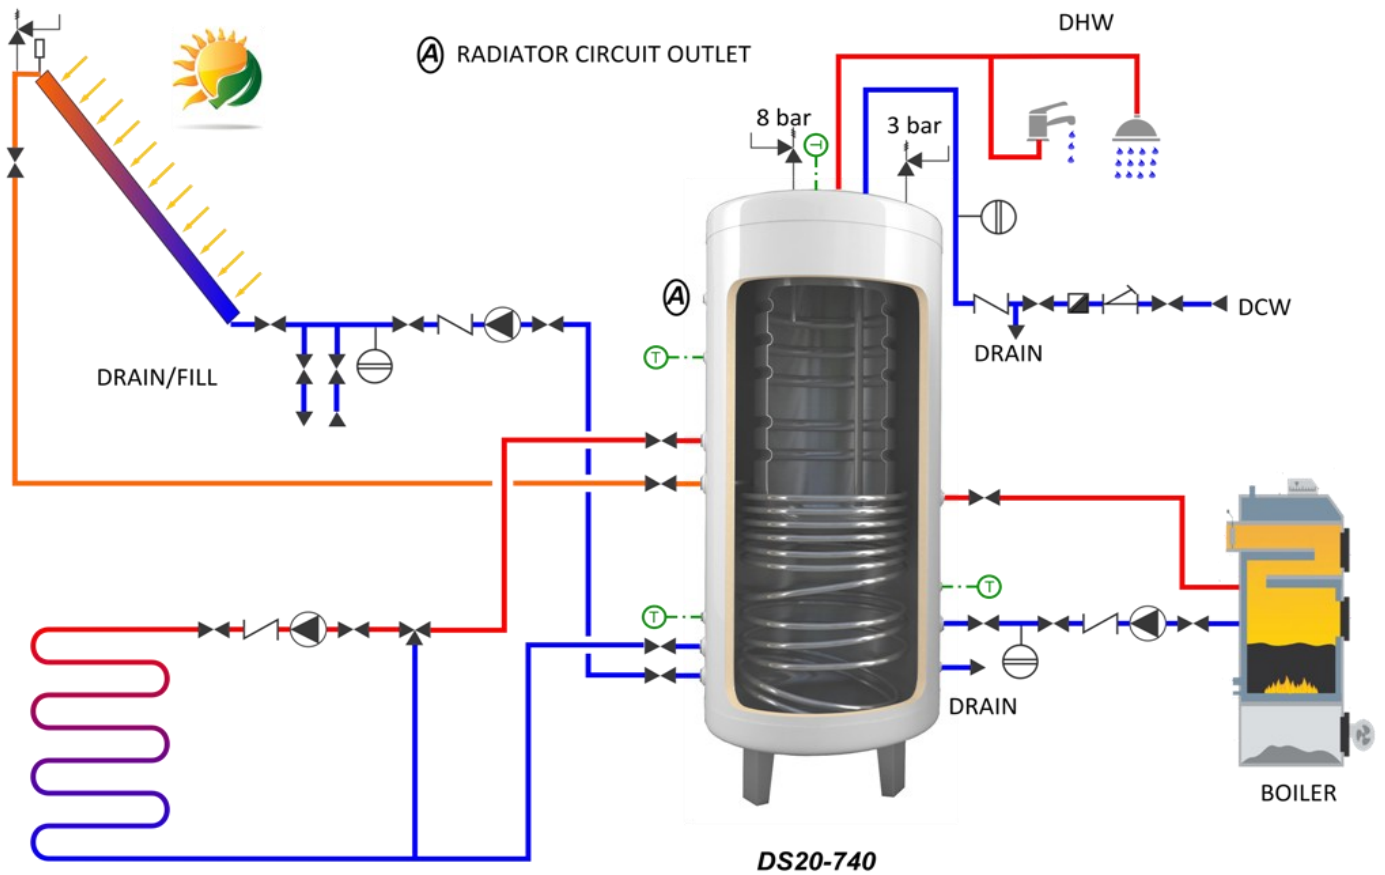 DHW
A RADIATOR CIRCUIT OUTLET
8 bar
3 bar
T
A
DCW
DRAIN
T
DRAIN/FILL
T
T
DRAIN
BOILER
DS20-740